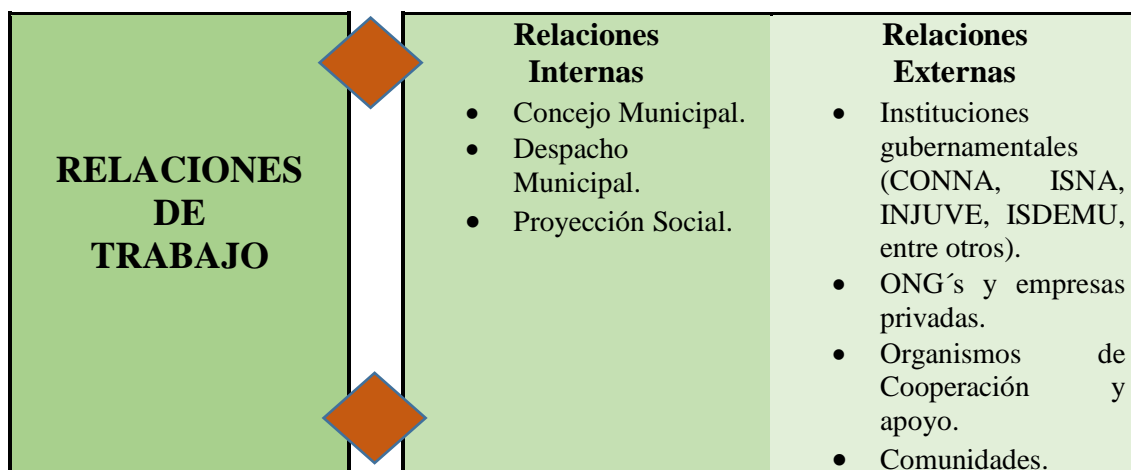 RELACIONES
DE
TRABAJO
Relaciones
Internas
• Concejo Municipal.
• Despacho
Municipal.
• Proyección Social.
Relaciones
Externas
• Instituciones
gubernamentales
(CONNA, ISNA,
INJUVE, ISDEMU,
entre otros).
• ONG´s y empresas
privadas.
• Organismos de
Cooperación y
apoyo.
• Comunidades.